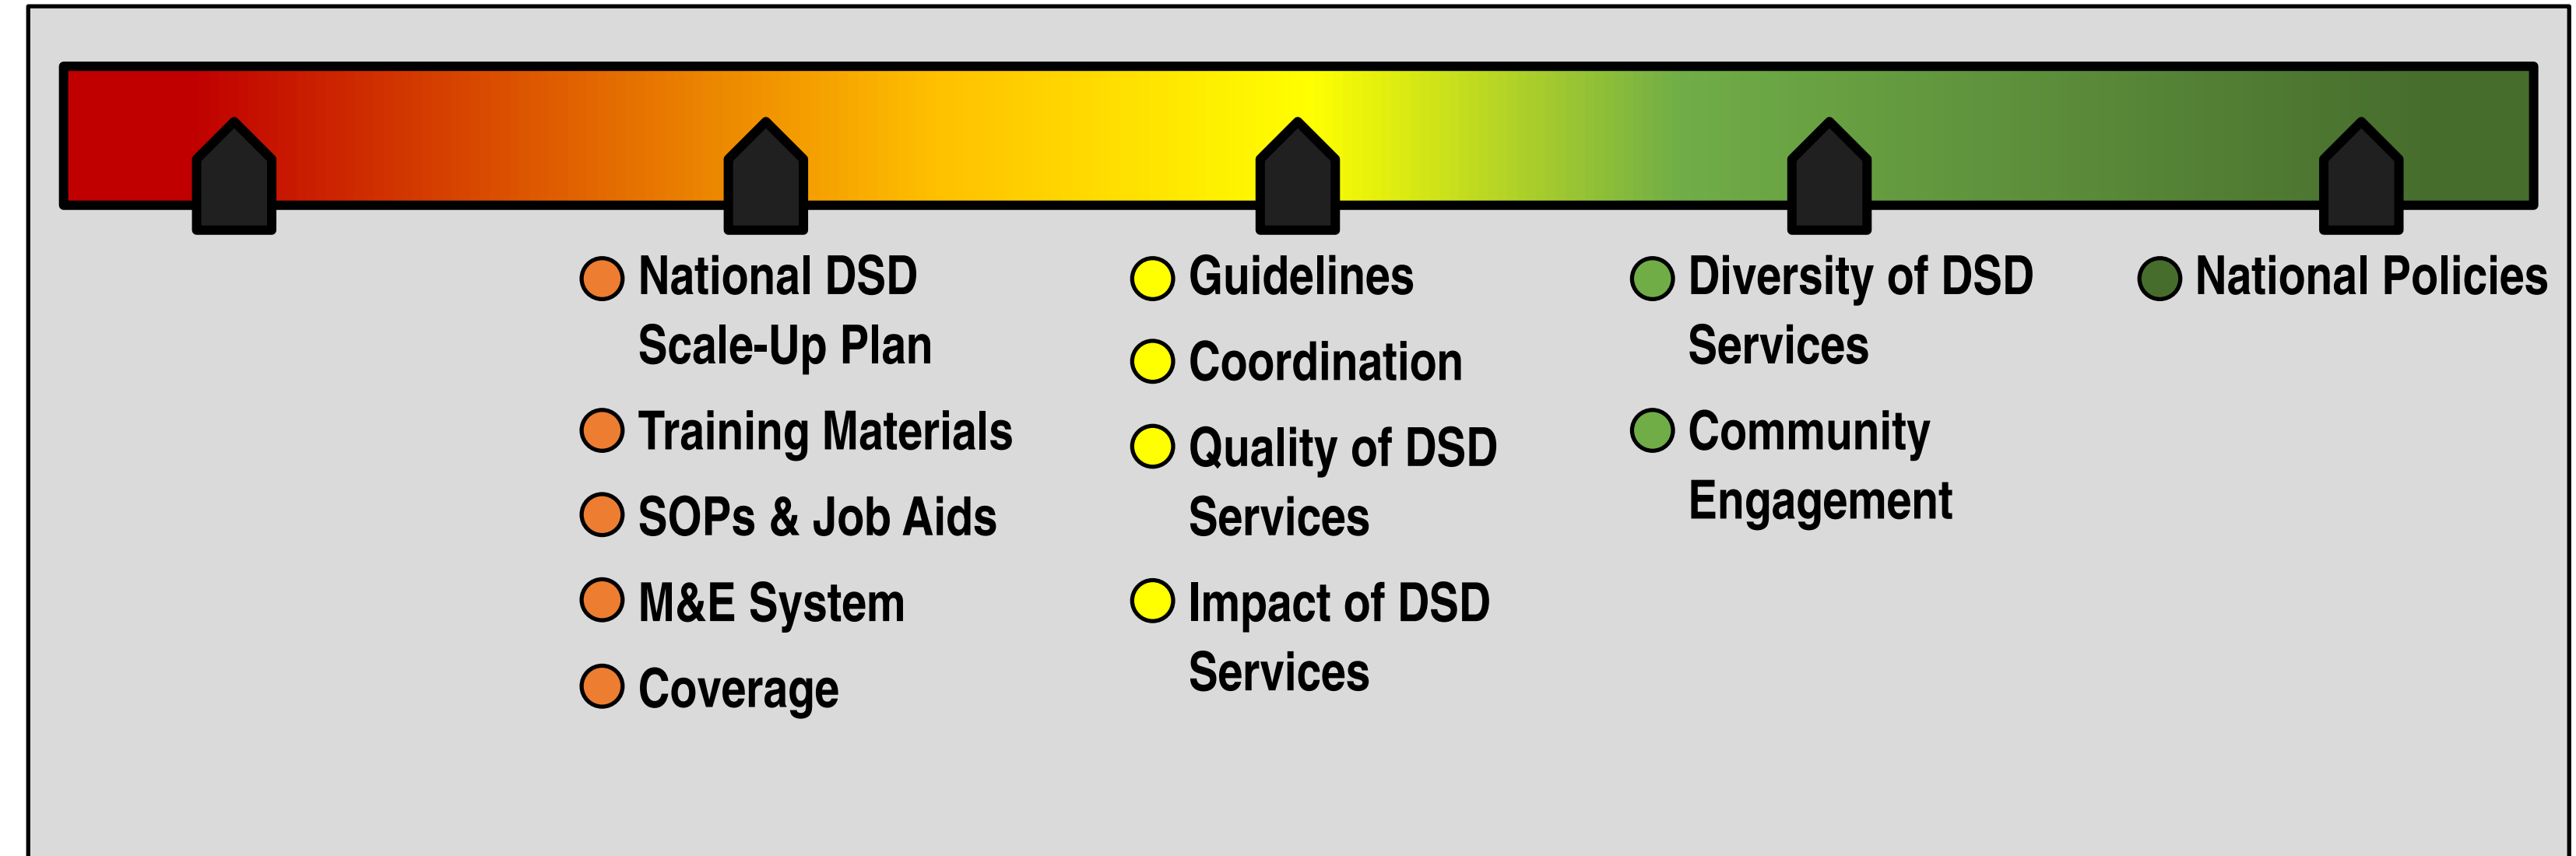 National DSD
Scale-Up Plan
Training Materials
SOPs & Job Aids
M&E System
Coverage
Guidelines
Coordination
Quality of DSD
Services
Impact of DSD
Services
Diversity of DSD
Services
Community
Engagement
National Policies